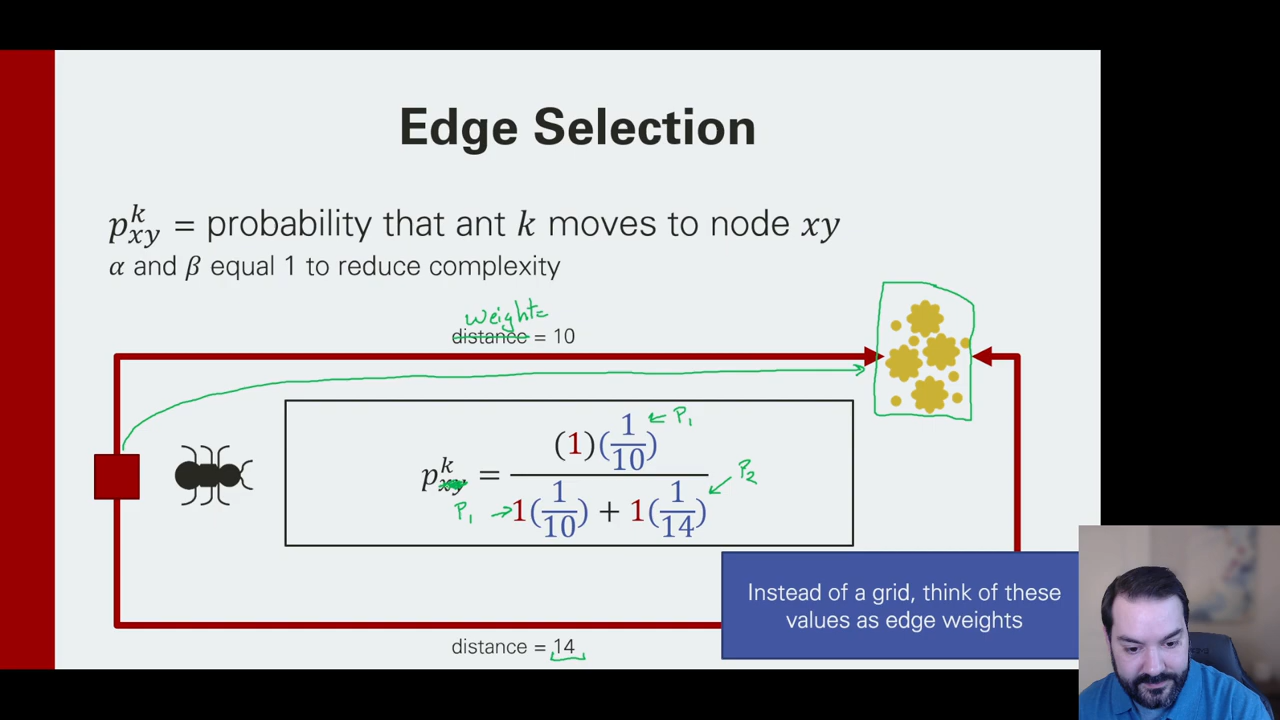 Edge Selection
p^k_xy = probability that ant k moves to node xy
α and β equal 1 to reduce complexity
weight=
distance = 10
p^k_xy = (1)(1/10) / 1(1/10) + 1(1/14)
← P₁
P₂
P₁ →
Instead of a grid, think of these
values as edge weights
distance = 14